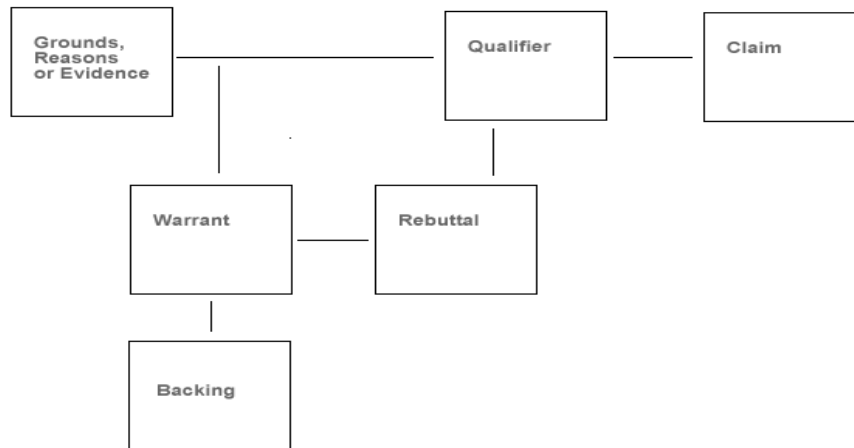 Grounds,
Reasons
or Evidence
Qualifier
Claim
Warrant
Rebuttal
Backing